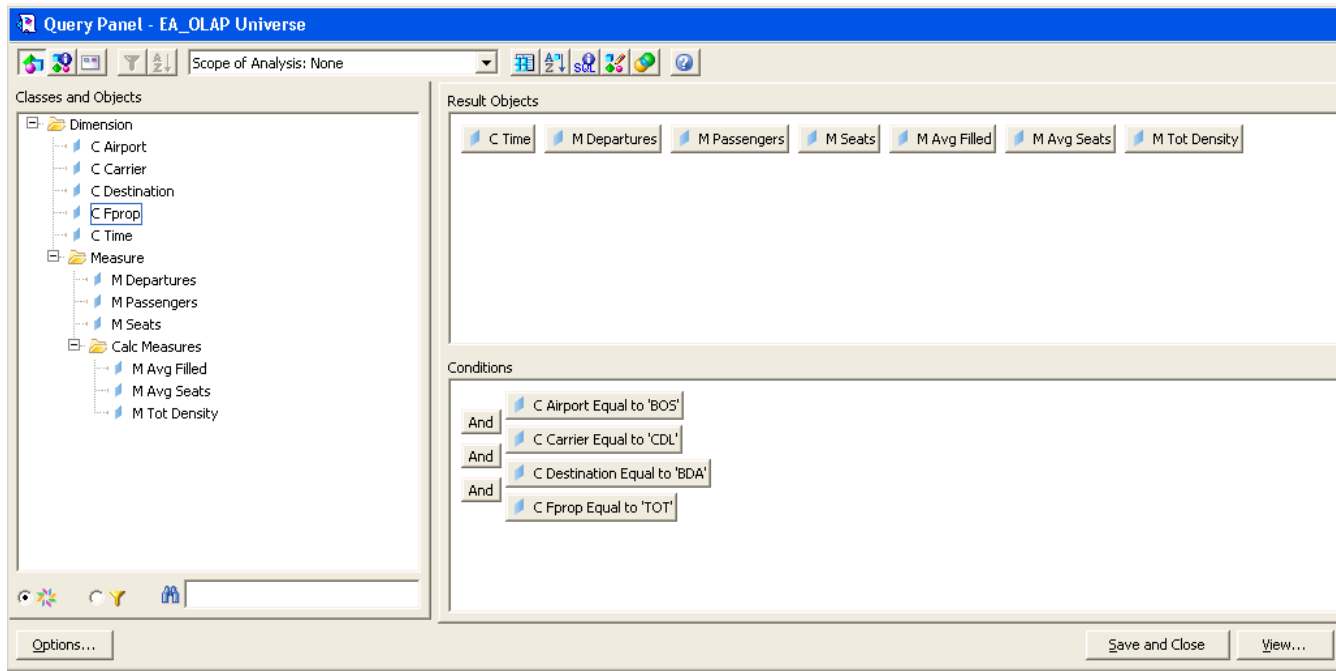 Query Panel - EA_OLAP Universe
Scope of Analysis: None
SQL
Classes and Objects
Dimension
C Airport
C Carrier
C Destination
C Fprop
C Time
Measure
M Departures
M Passengers
M Seats
Calc Measures
M Avg Filled
M Avg Seats
M Tot Density
Result Objects
C Time M Departures M Passengers M Seats M Avg Filled M Avg Seats M Tot Density
Conditions
C Airport Equal to 'BOS'
And
C Carrier Equal to 'CDL'
And
C Destination Equal to 'BDA'
And
C Fprop Equal to 'TOT'
Options...
Save and Close View...